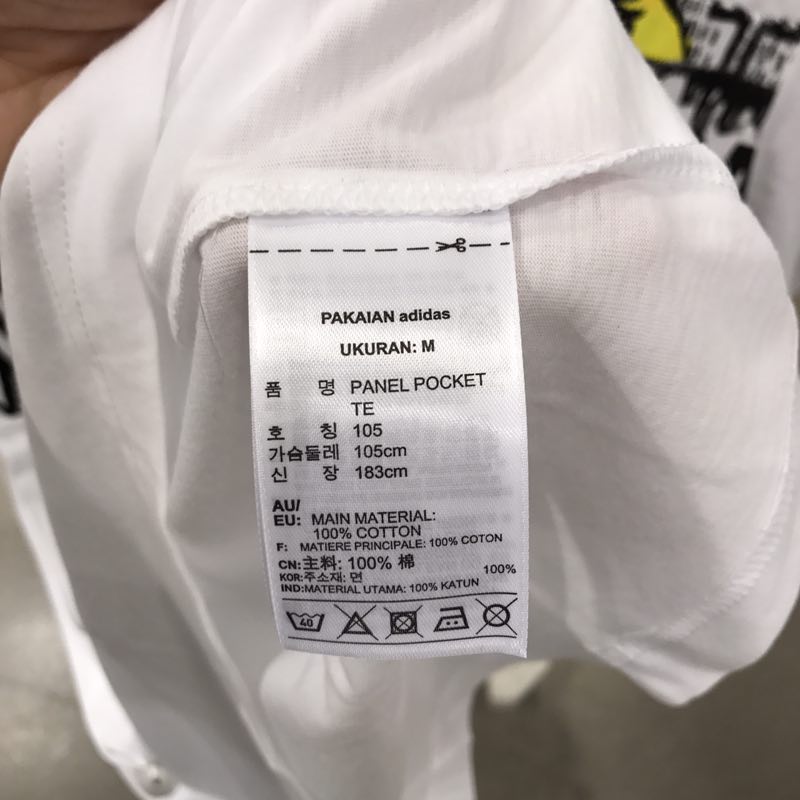 PAKAIAN adidas
UKURAN: M
품 명 PANEL POCKET
TE
호 칭 105
가슴둘레 105cm
신 장 183cm
AU/
EU: MAIN MATERIAL:
100% COTTON
F: MATIERE PRINCIPALE: 100% COTON
CN:主料: 100% 棉
KOR:주소재: 면 100%
IND:MATERIAL UTAMA: 100% KATUN
40